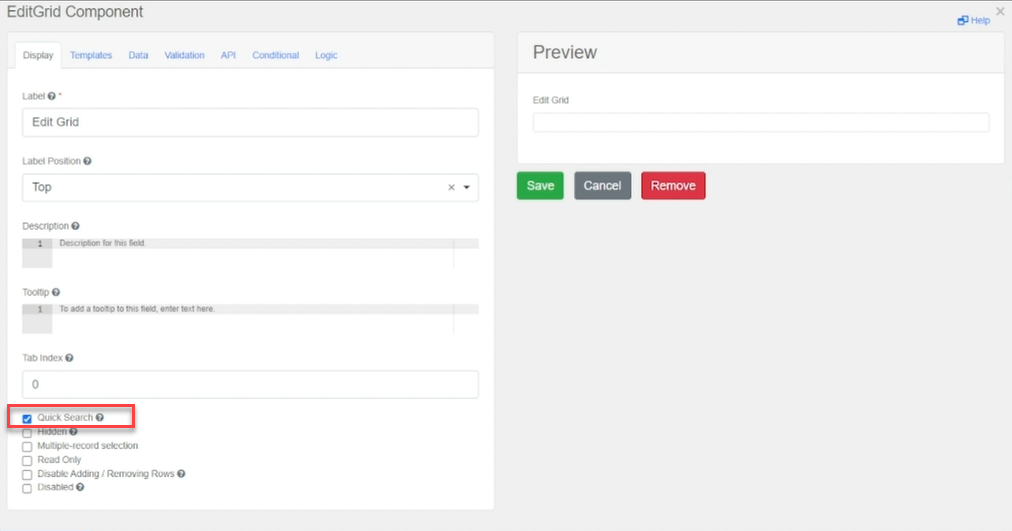 EditGrid Component
Help
Display Templates Data Validation API Conditional Logic
Label *
Edit Grid
Label Position
Top
Description
1 Description for this field.
Tooltip
1 To add a tooltip to this field, enter text here.
Tab Index
0
Quick Search
Hidden
Multiple-record selection
Read Only
Disable Adding / Removing Rows
Disabled
Preview
Edit Grid
Save Cancel Remove